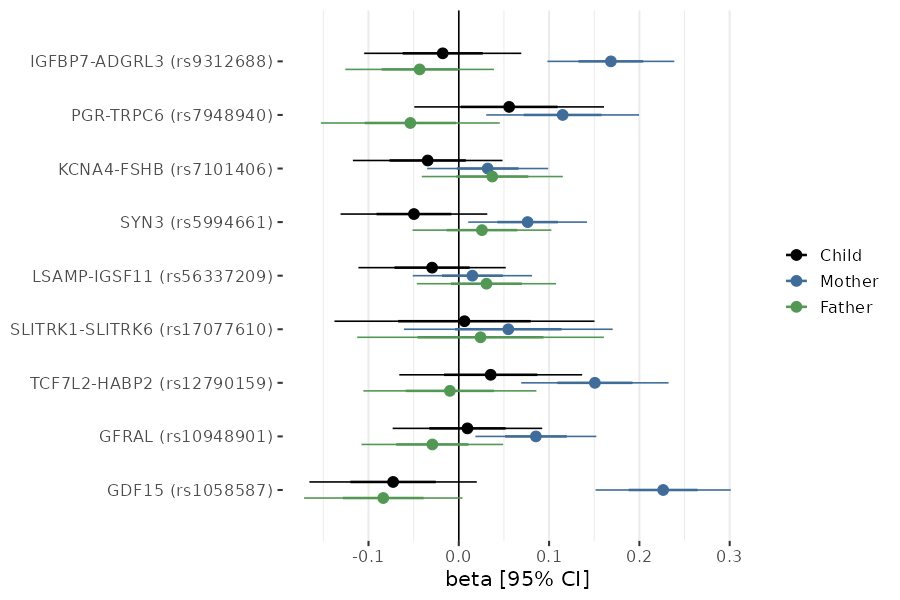 IGFBP7-ADGRL3 (rs9312688)
PGR-TRPC6 (rs7948940)
KCNA4-FSHB (rs7101406)
SYN3 (rs5994661)
LSAMP-IGSF11 (rs56337209)
SLITRK1-SLITRK6 (rs17077610)
TCF7L2-HABP2 (rs12790159)
GFRAL (rs10948901)
GDF15 (rs1058587)
-0.1 0.0 0.1 0.2 0.3
beta [95% CI]
Child
Mother
Father